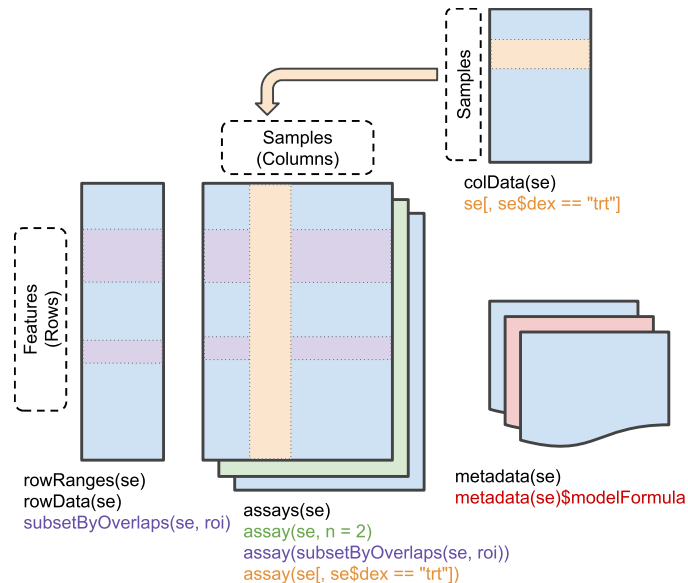 Samples
Samples
(Columns)
colData(se)
se[, se$dex == "trt"]
Features
(Rows)
rowRanges(se)
rowData(se)
subsetByOverlaps(se, roi)
assays(se)
assay(se, n = 2)
assay(subsetByOverlaps(se, roi))
assay(se[, se$dex == "trt"])
metadata(se)
metadata(se)$modelFormula